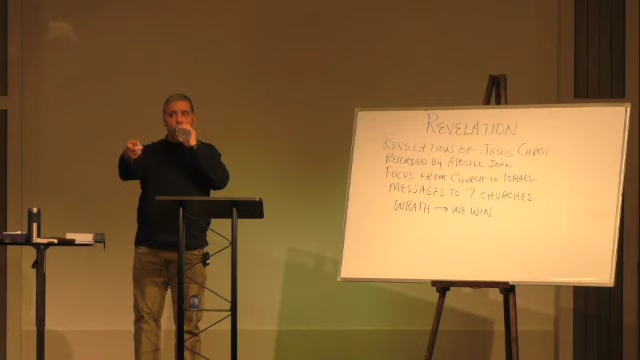 REVELATION
REVELATION OF JESUS CHRIST
RECORDED BY APOSTLE JOHN
FOCUS FROM CHURCH TO ISRAEL
MESSAGES TO 7 CHURCHES
WRATH → WE WIN